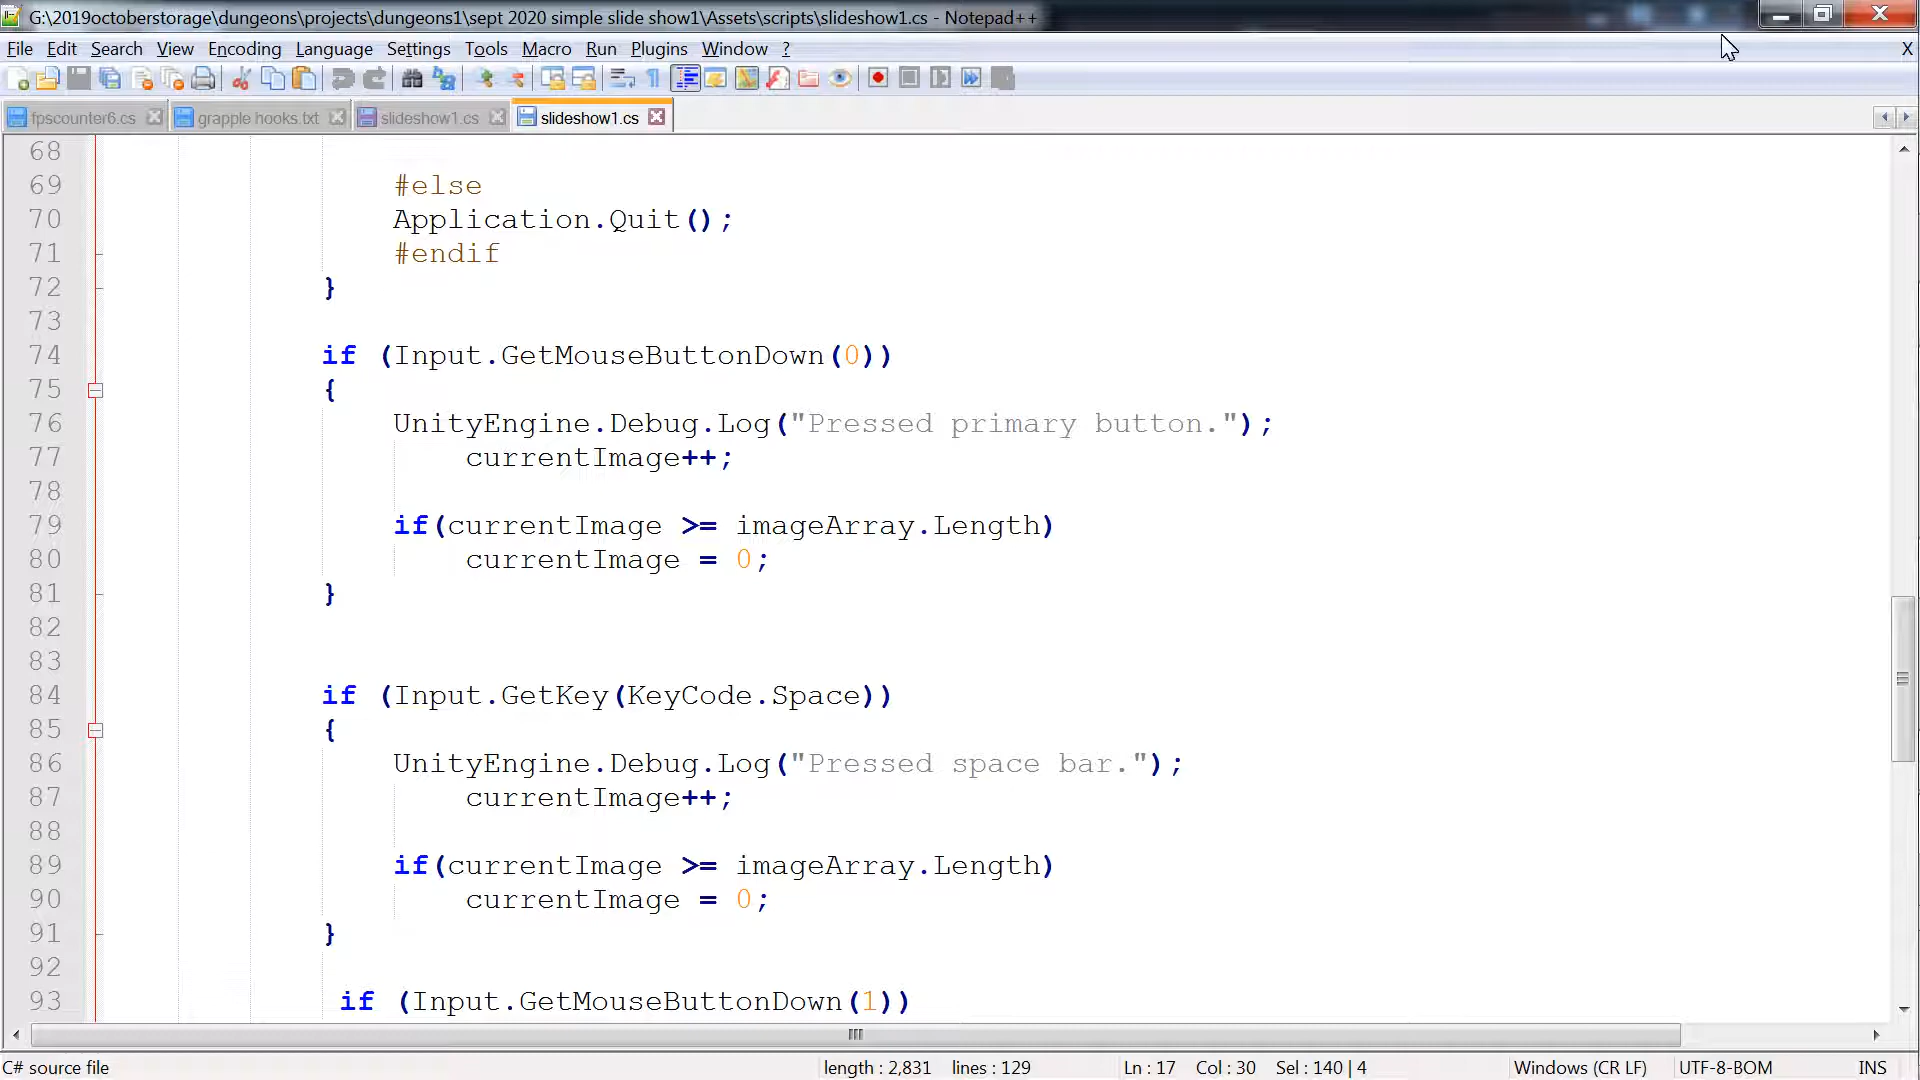 G:\2019octoberstorage\dungeons\projects\dungeons1\sept 2020 simple slide show1\Assets\scripts\slideshow1.cs - Notepad++
File Edit Search View Encoding Language Settings Tools Macro Run Plugins Window ? X
fpscounter6.cs grapple hooks.txt slideshow1.cs slideshow1.cs
68
69 #else
70 Application.Quit();
71 #endif
72 }
73
74 if (Input.GetMouseButtonDown(0))
75 {
76 UnityEngine.Debug.Log("Pressed primary button.");
77 currentImage++;
78
79 if(currentImage >= imageArray.Length)
80 currentImage = 0;
81 }
82
83
84 if (Input.GetKey(KeyCode.Space))
85 {
86 UnityEngine.Debug.Log("Pressed space bar.");
87 currentImage++;
88
89 if(currentImage >= imageArray.Length)
90 currentImage = 0;
91 }
92
93 if (Input.GetMouseButtonDown(1))
C# source file length : 2,831 lines : 129 Ln : 17 Col : 30 Sel : 140 | 4 Windows (CR LF) UTF-8-BOM INS